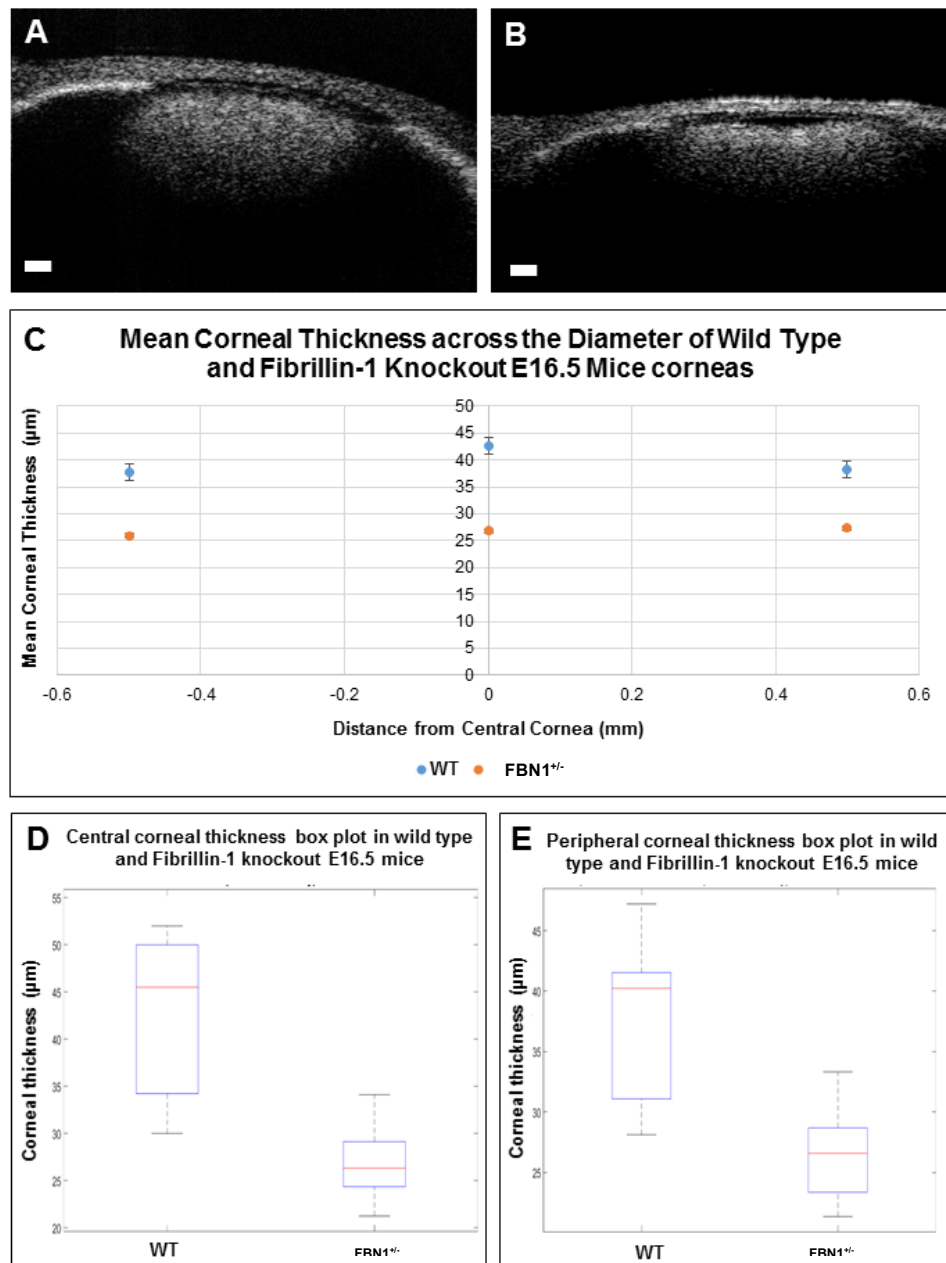 A
B
C
Mean Corneal Thickness across the Diameter of Wild Type
and Fibrillin-1 Knockout E16.5 Mice corneas
Mean Corneal Thickness (µm)
50
45
40
35
30
25
20
15
10
5
0
-0.6
-0.4
-0.2
0
0.2
0.4
0.6
Distance from Central Cornea (mm)
WT
FBN1+/-
D
Central corneal thickness box plot in wild type
and Fibrillin-1 knockout E16.5 mice
Corneal thickness (µm)
55
50
45
40
35
30
25
20
WT
FBN1+/-
E
Peripheral corneal thickness box plot in wild
type and Fibrillin-1 knockout E16.5 mice
Corneal thickness (µm)
45
40
35
30
25
WT
FBN1+/-